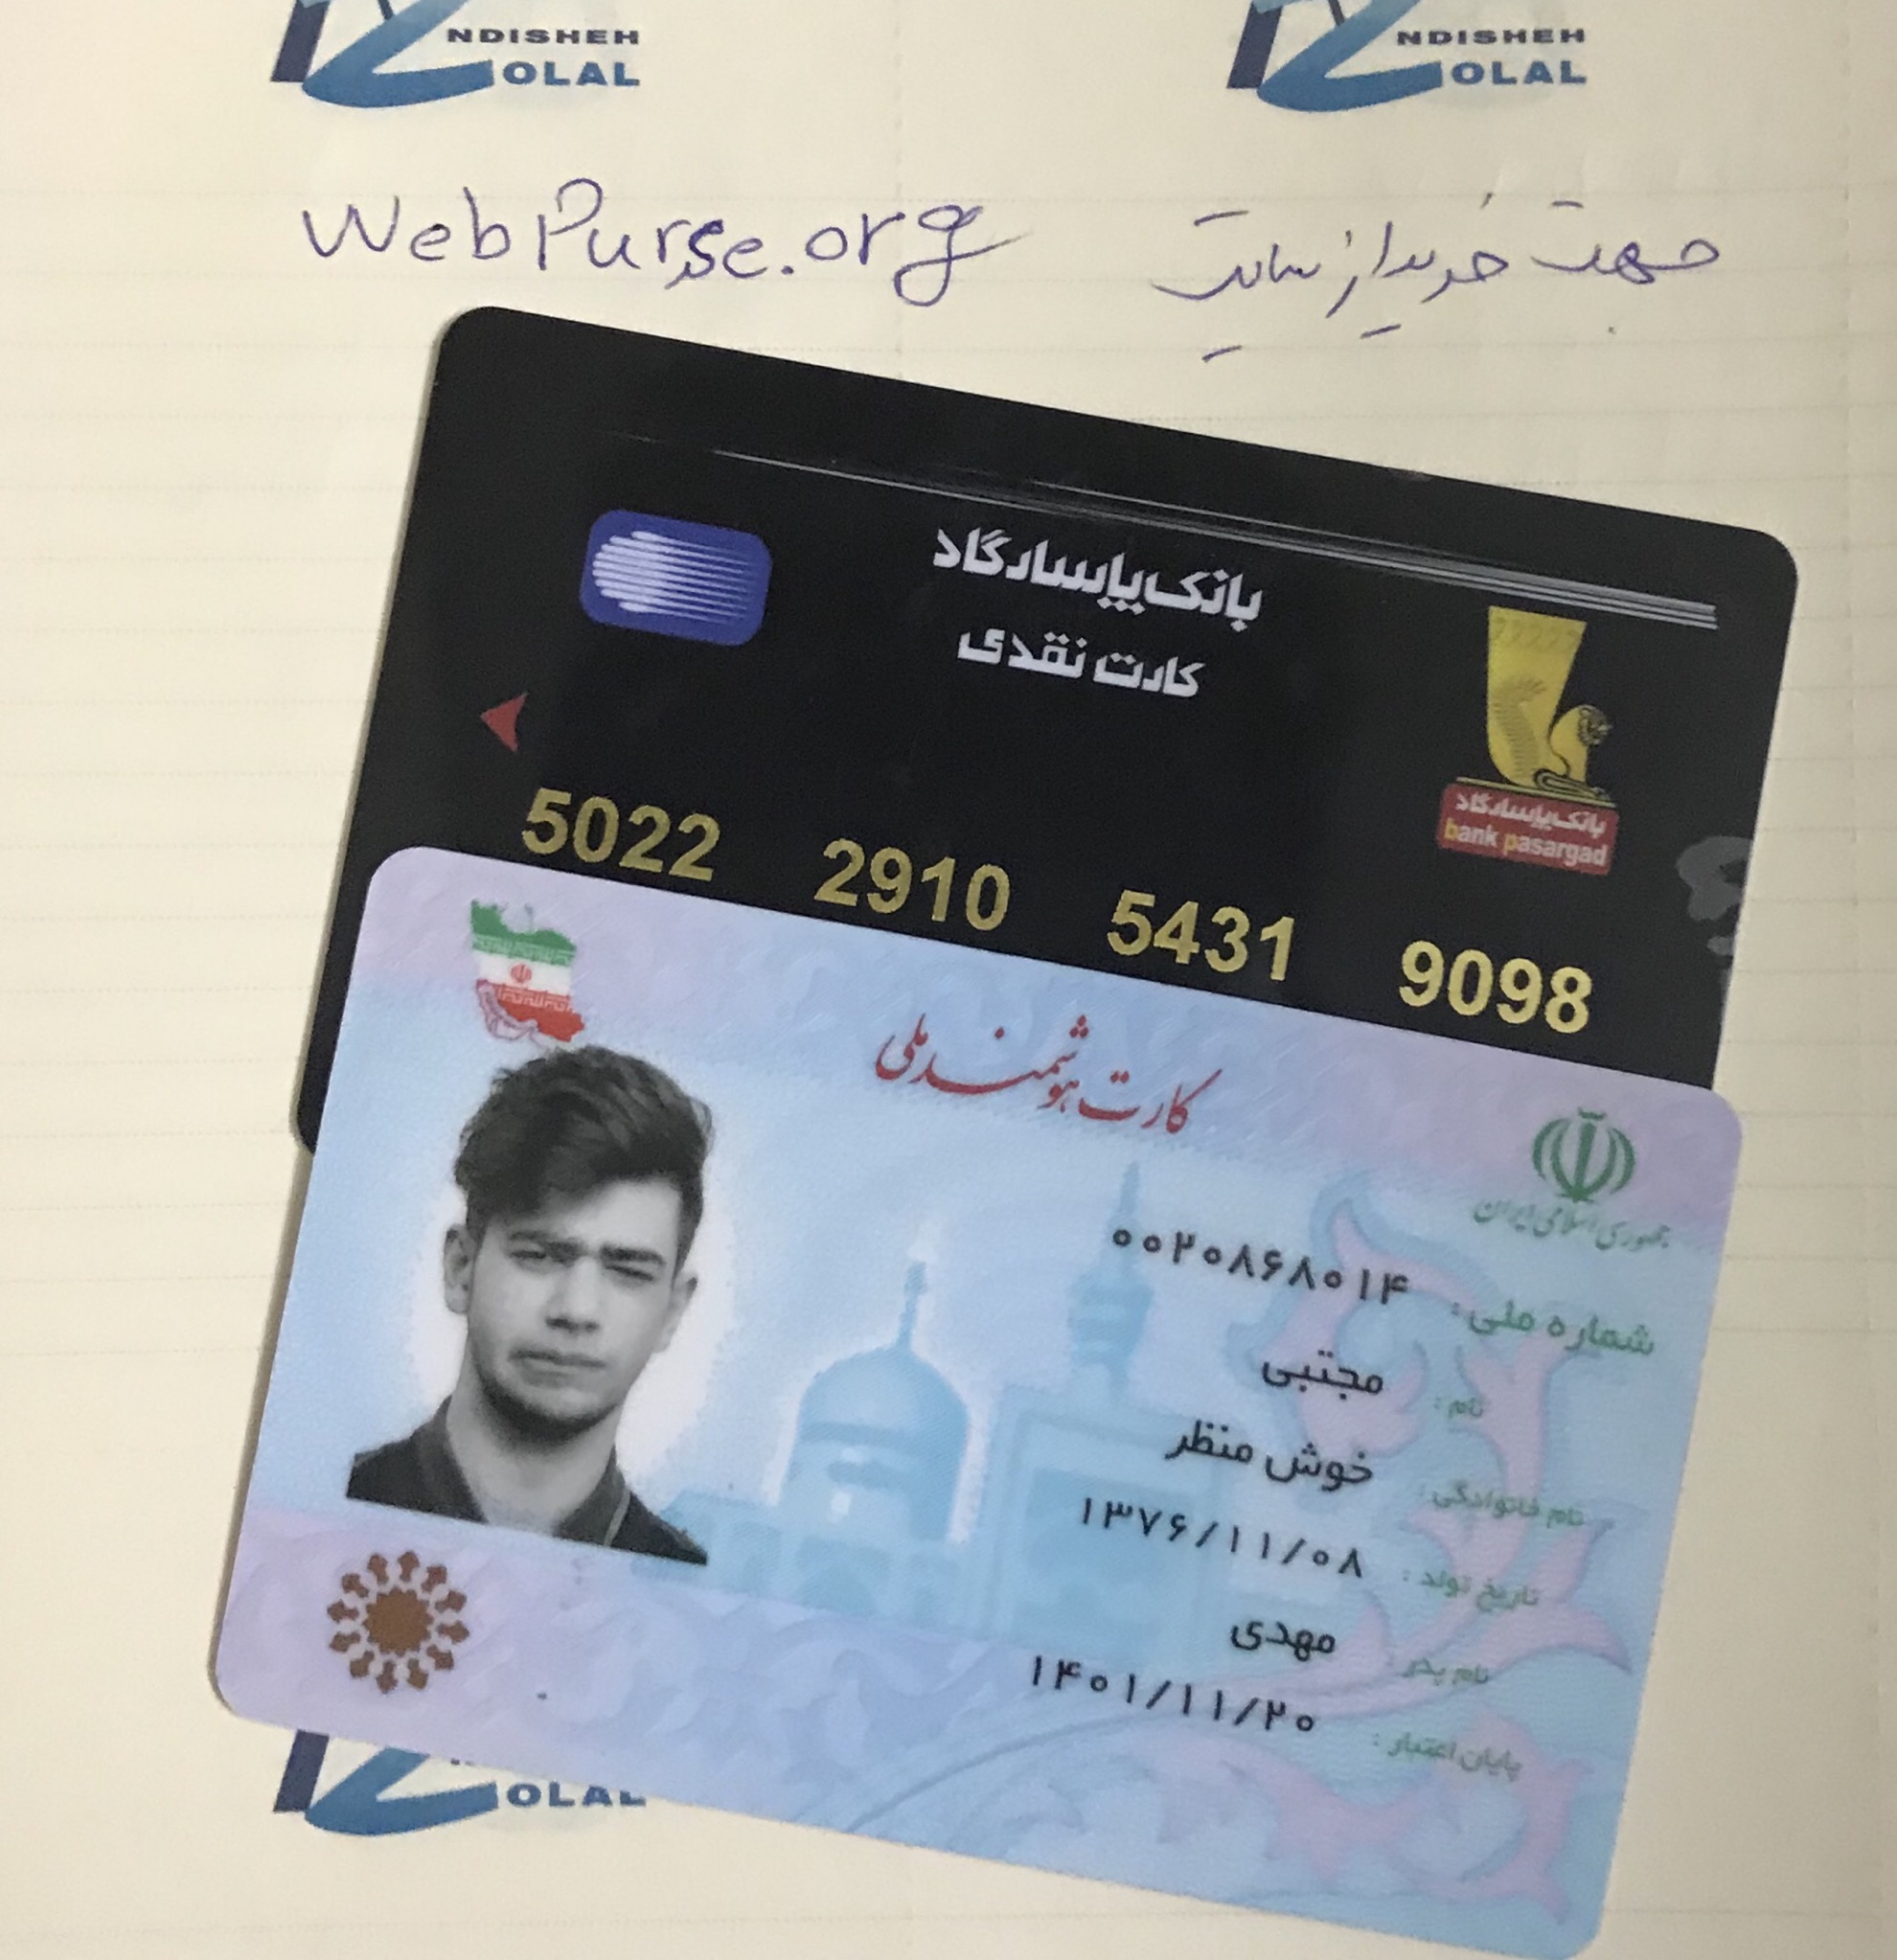 NDISHEH
OLAL
NDISHEH
OLAL
جهت خرید از سایت WebPurse.org
بانک پاسارگاد
کارت نقدی
بانک پاسارگاد
bank pasargad
5022 2910 5431 9098
کارت هوشمند ملی
جمهوری اسلامی ایران
شماره ملی: ۰۰۲۰۸۶۸۰۱۴
نام: مجتبی
نام خانوادگی: خوش منظر
تاریخ تولد: ۱۳۷۶/۱۱/۰۸
نام پدر: مهدی
پایان اعتبار: ۱۴۰۱/۱۱/۲۰
OLAL